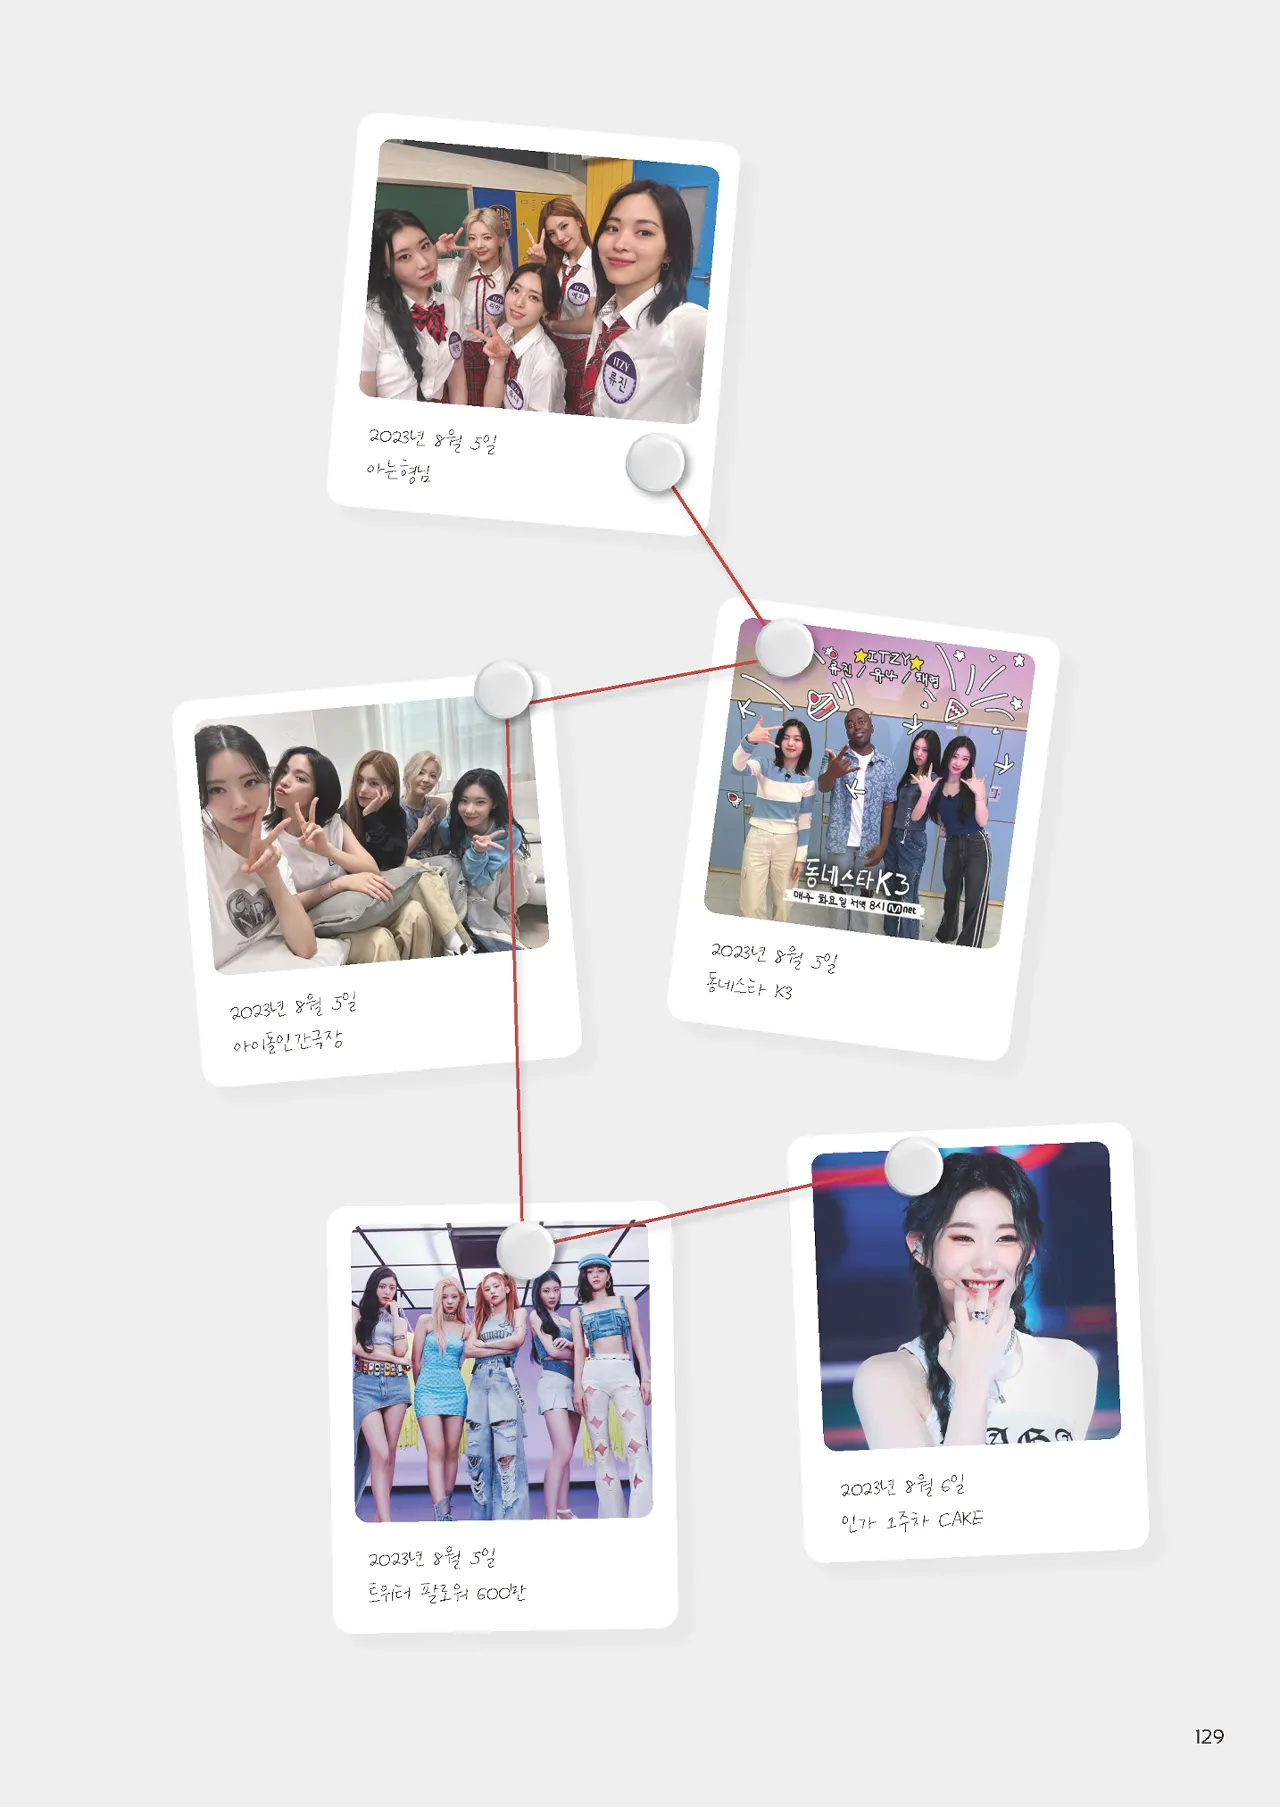 ITZY
예지
ITZY
ITZY
류진
2023년 8월 5일
아는형님
ITZY
류진 / 유나 / 채령
K
K
K
K
동네스타K3
매주 화요일 저녁 8시 Mnet
2023년 8월 5일
동네스타 K3
2023년 8월 5일
아이돌인간극장
2023년 8월 5일
트위터 팔로워 600만
2023년 8월 6일
인가 1주차 CAKE
129